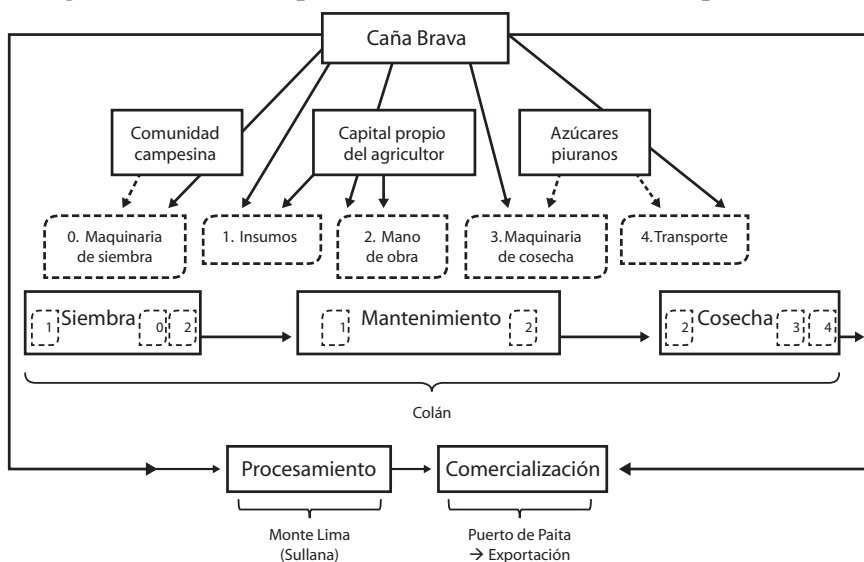 Caña Brava
Comunidad
campesina
Capital propio
del agricultor
Azúcares
piuranos
0. Maquinaria
de siembra
1. Insumos
2. Mano
de obra
3. Maquinaria
de cosecha
4. Transporte
1 Siembra 0 2
1 Mantenimiento 2
2 Cosecha 3 4
Colán
Procesamiento
Comercialización
Monte Lima
(Sullana)
Puerto de Paita
→ Exportación